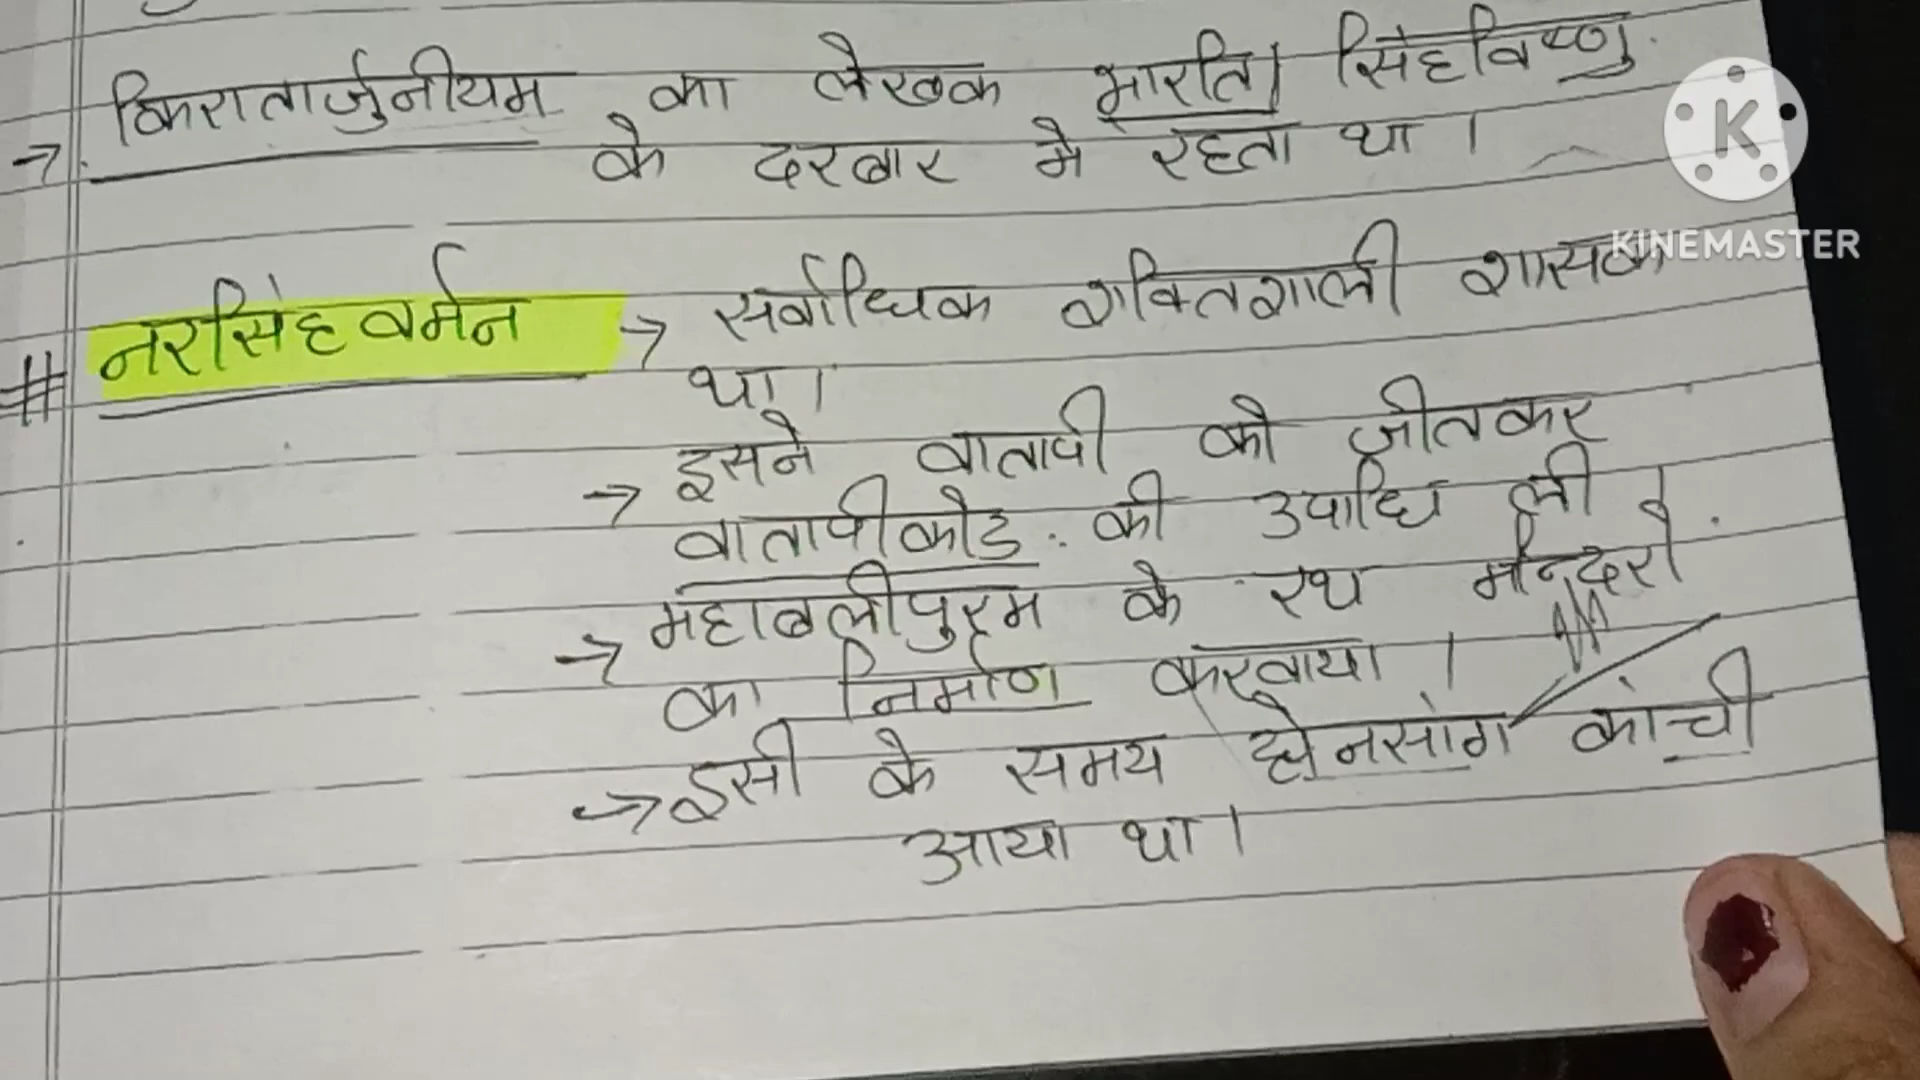 किरातार्जुनीयम का लेखक भारति सिंहविष्णु
के दरबार मे रहता था ।
KINEMASTER
# नरसिंहवर्मन → सर्वाधिक शक्तिशाली शासक
था ।
→ इसने वातापी को जीतकर
वातापीकोड की उपाधि ली ।
→ महाबलीपुरम के रथ मन्दिरो
का निर्माण करवाया ।
→ इसी के समय ह्वेनसांग कांची
आया था ।